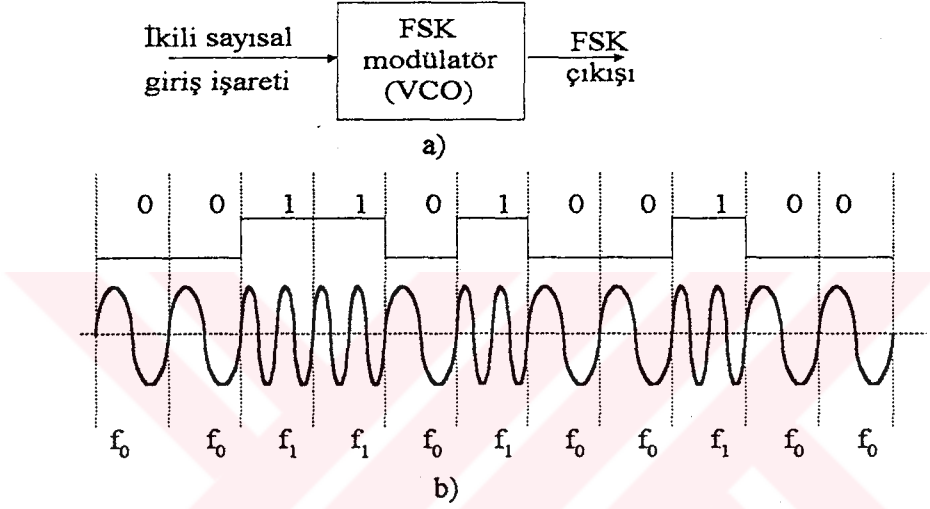 İkili sayısal
giriş işareti
FSK
modülatör
(VCO)
FSK
çıkışı
a)
0 0 1 1 0 1 0 0 1 0 0
f₀ f₀ f₁ f₁ f₀ f₁ f₀ f₀ f₁ f₀ f₀
b)